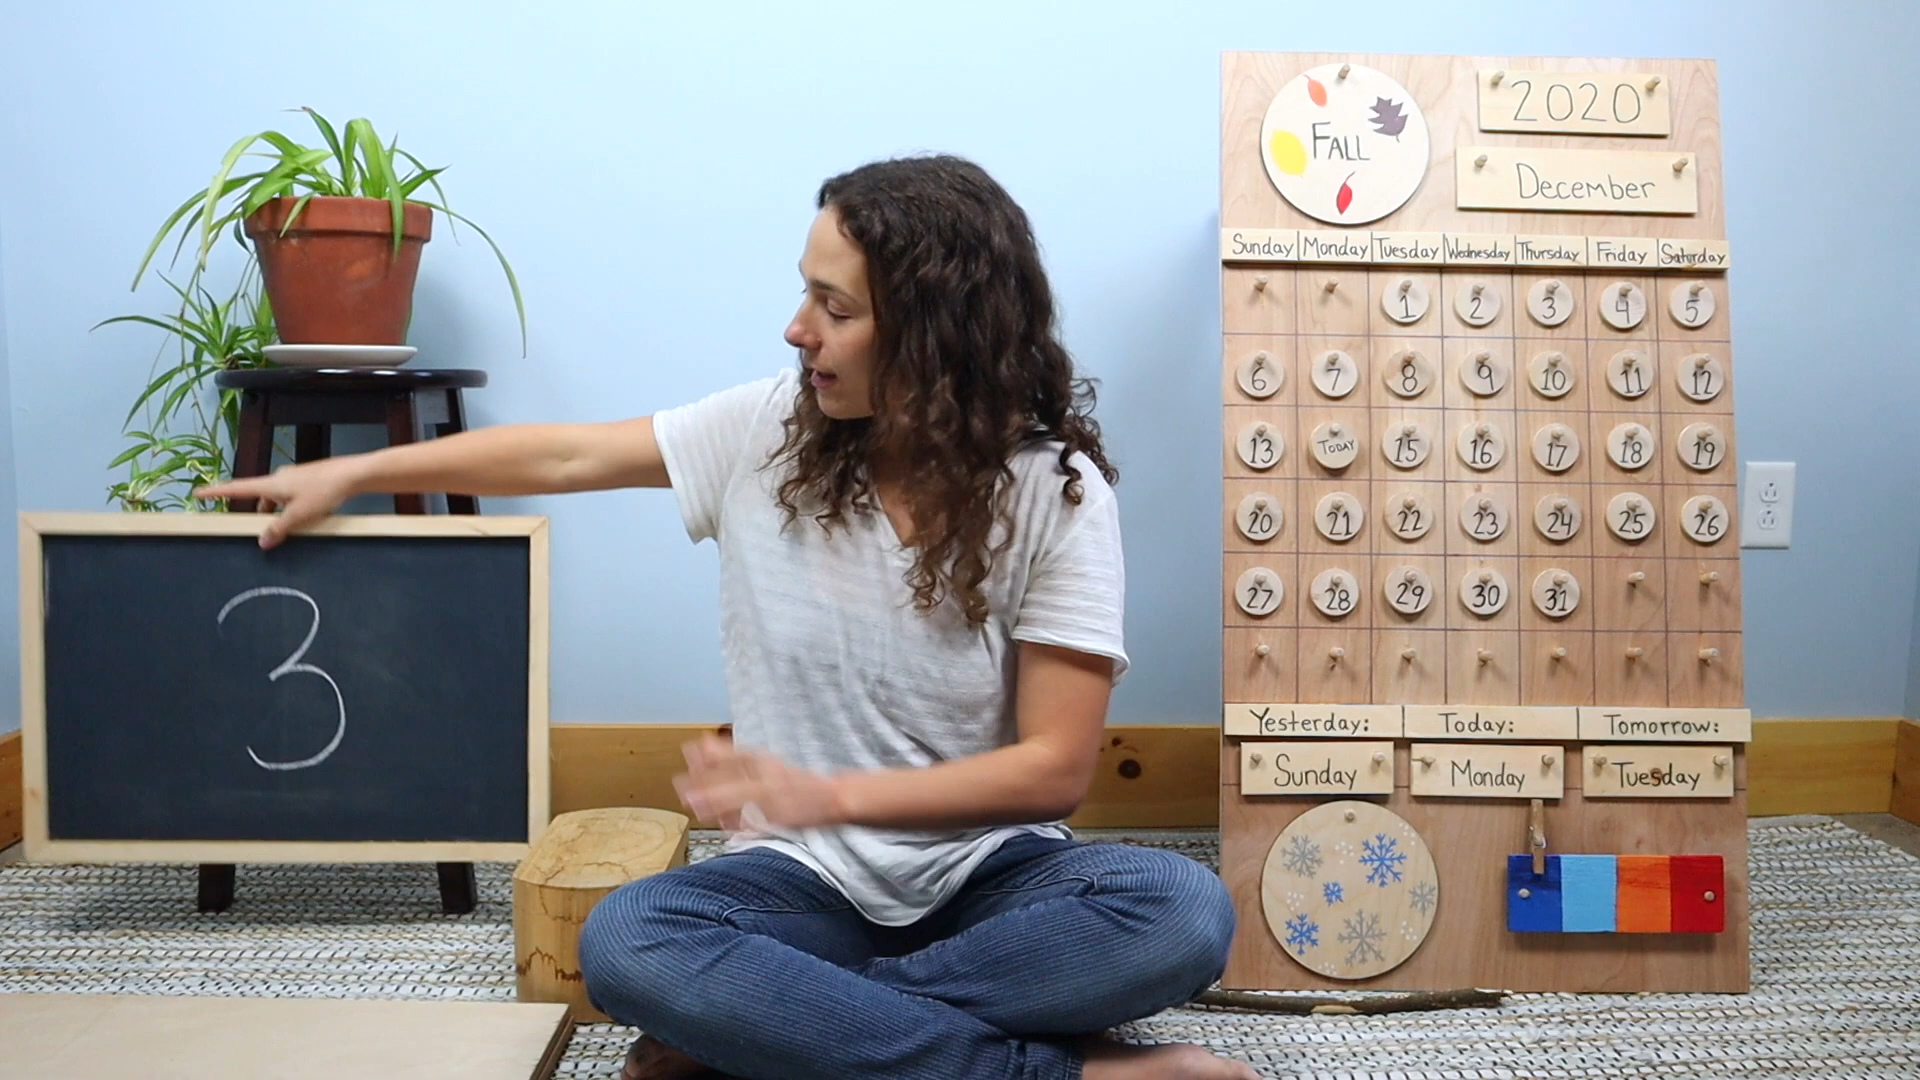 3
FALL
2020
December
Sunday Monday Tuesday Wednesday Thursday Friday Saturday
1 2 3 4 5
6 7 8 9 10 11 12
13 TODAY 15 16 17 18 19
20 21 22 23 24 25 26
27 28 29 30 31
Yesterday: Today: Tomorrow:
Sunday Monday Tuesday